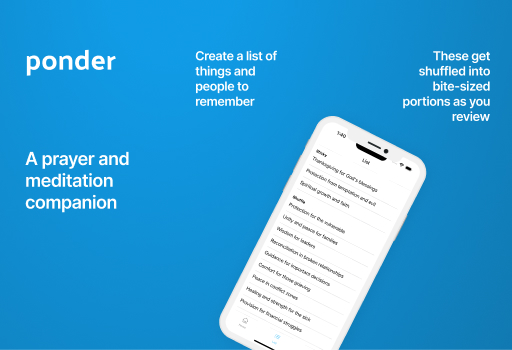 ponder
A prayer and
meditation
companion
Create a list of
things and
people to
remember
These get
shuffled into
bite-sized
portions as you
review
1:40
List
Sticky
Thanksgiving for God's blessings
Protection from temptation and evil
Spiritual growth and faith
Shuffle
Protection for the vulnerable
Unity and peace for families
Wisdom for leaders
Reconciliation in broken relationships
Guidance for important decisions
Comfort for those grieving
Peace in conflict zones
Healing and strength for the sick
Provision for financial struggles